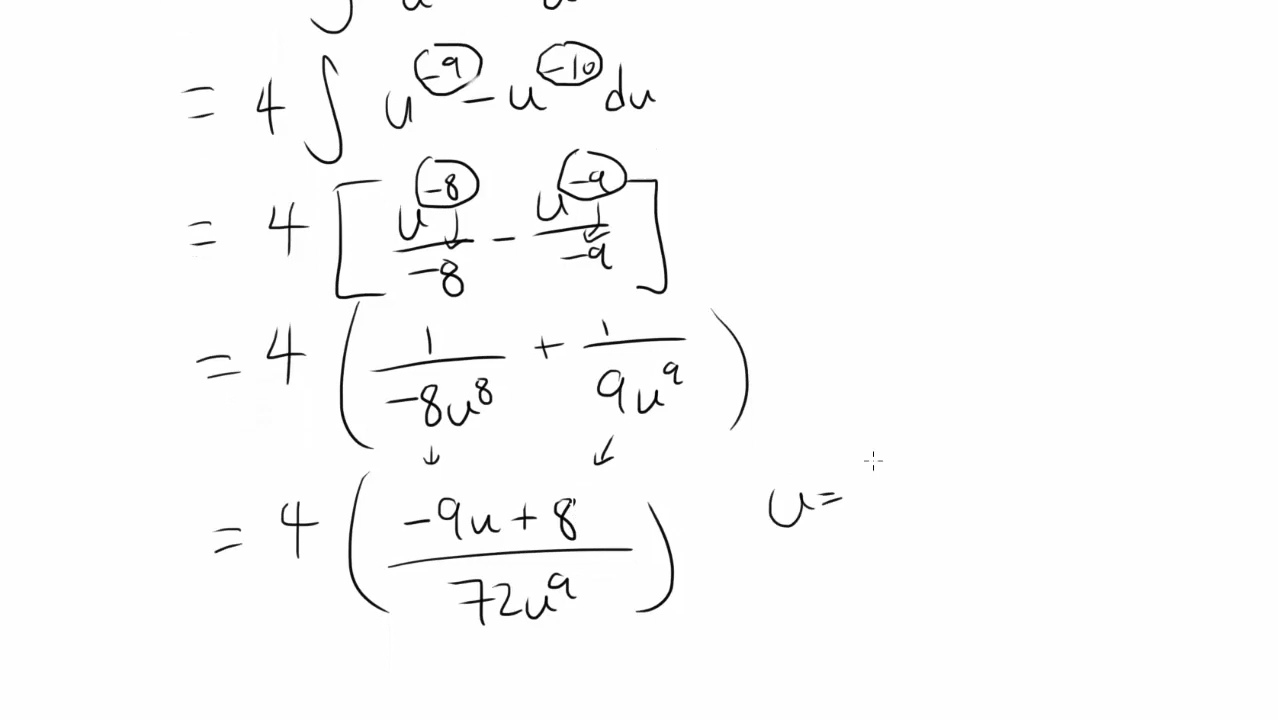 = 4 ∫ u^-9 - u^-10 du
= 4 [ u^-8/-8 - u^-9/-9 ]
= 4 ( 1/-8u^8 + 1/9u^9 )
= 4 ( -9u + 8/72u^9 ) u =